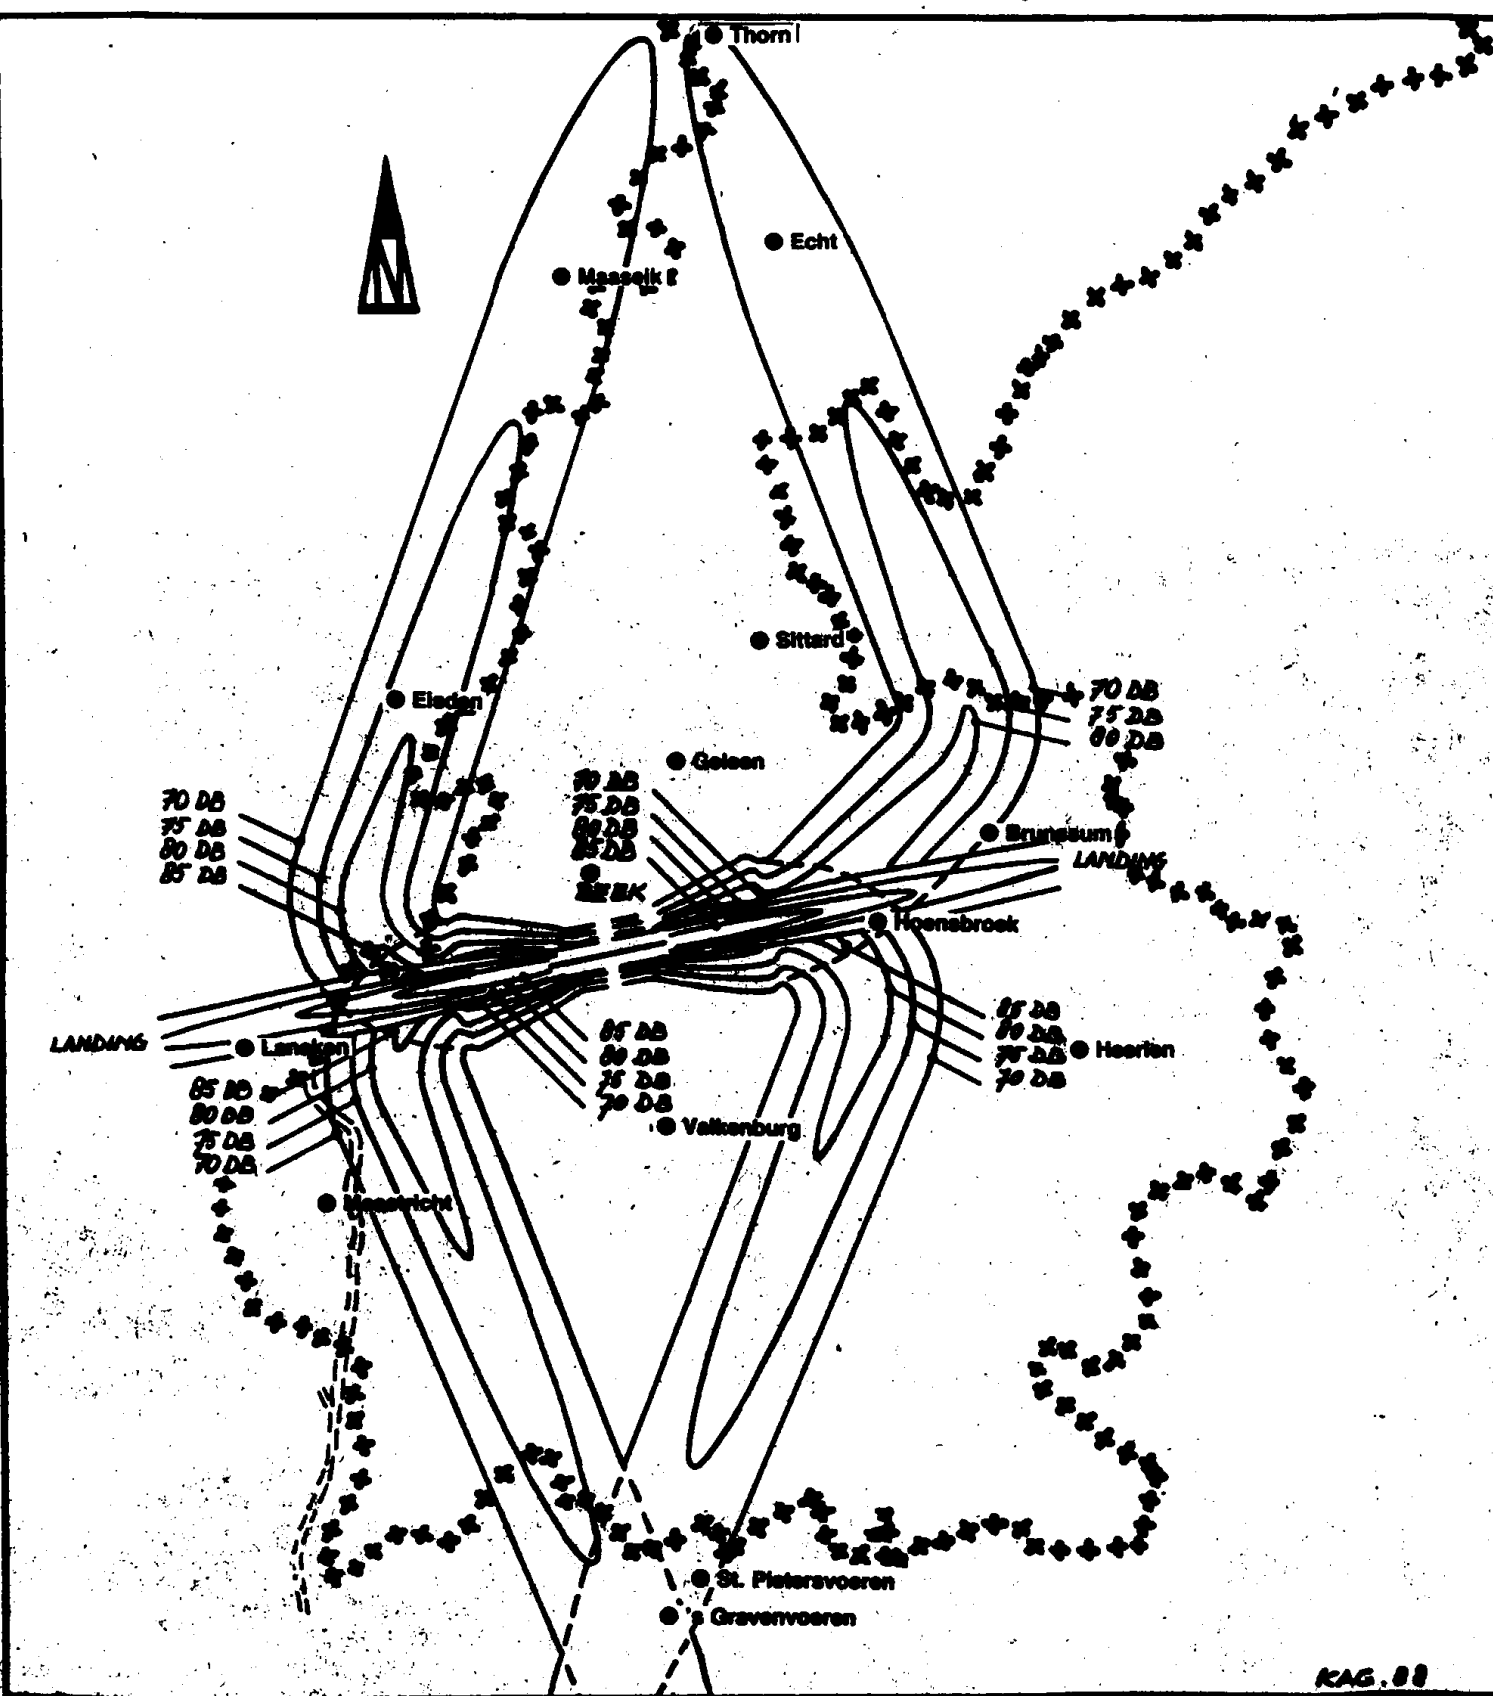 Thorn
N
Echt
Maaseik
Sittard
Eisden
70 DB
75 DB
80 DB
Geleen
70 DB
75 DB
80 DB
85 DB
70 DB
75 DB
80 DB
85 DB
BEEK
Brunssum
LANDING
Hoensbroek
LANDING
Laneken
85 DB
80 DB
75 DB
70 DB
85 DB
80 DB
75 DB
70 DB
Heerlen
85 DB
80 DB
75 DB
70 DB
Valkenburg
Maastricht
St. Pietersvoeren
's Gravenvoeren
KAG. 88